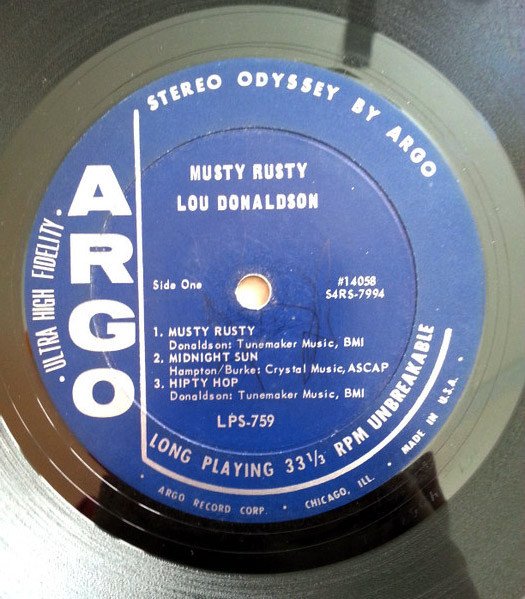 STEREO ODYSSEY BY ARGO
ARGO
· ULTRA HIGH FIDELITY ·
MUSTY RUSTY
LOU DONALDSON
Side One
#14058
S4RS-7994
1. MUSTY RUSTY
Donaldson: Tunemaker Music, BMI
2. MIDNIGHT SUN
Hampton/Burke: Crystal Music, ASCAP
3. HIPTY HOP
Donaldson: Tunemaker Music, BMI
LPS-759
LONG PLAYING 33 1/3 RPM UNBREAKABLE
· ARGO RECORD CORP. · CHICAGO, ILL. · MADE IN U.S.A. ·